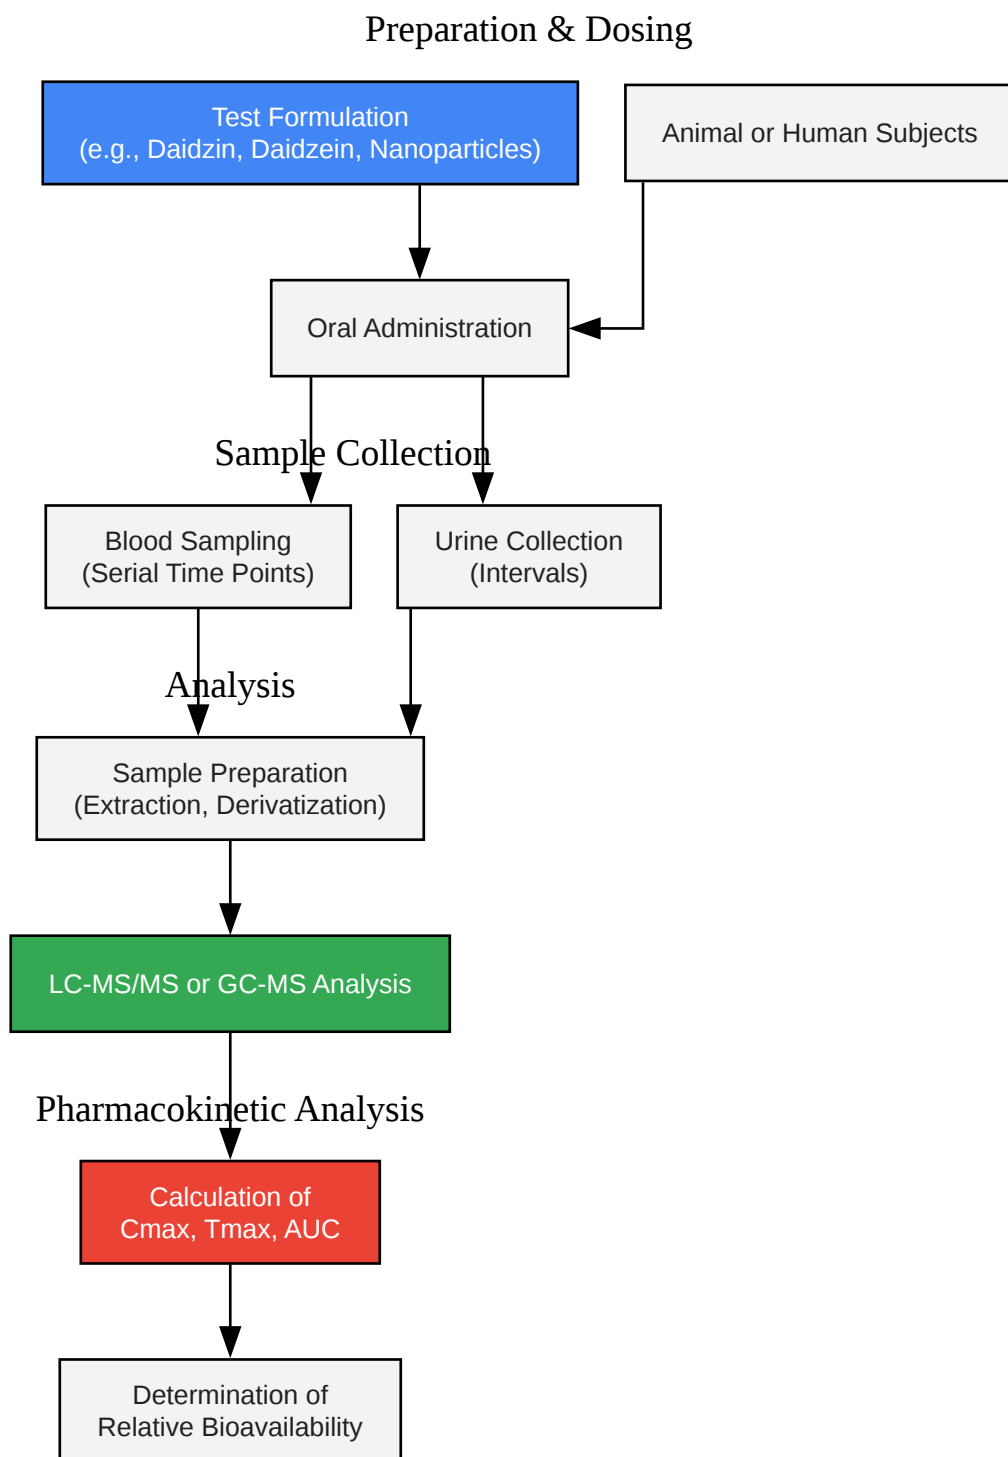 Preparation & Dosing
Test Formulation
(e.g., Daidzin, Daidzein, Nanoparticles)
Animal or Human Subjects
Oral Administration
Sample Collection
Blood Sampling
(Serial Time Points)
Urine Collection
(Intervals)
Analysis
Sample Preparation
(Extraction, Derivatization)
LC-MS/MS or GC-MS Analysis
Pharmacokinetic Analysis
Calculation of
Cmax, Tmax, AUC
Determination of
Relative Bioavailability